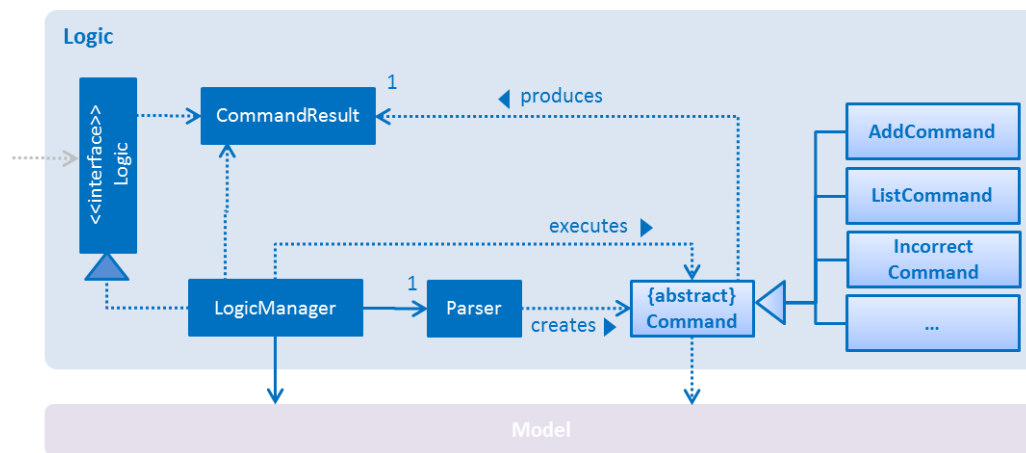 Logic
<<interface>>
Logic
CommandResult
1
produces
AddCommand
ListCommand
Incorrect
Command
...
executes
LogicManager
1
Parser
creates
{abstract}
Command
Model